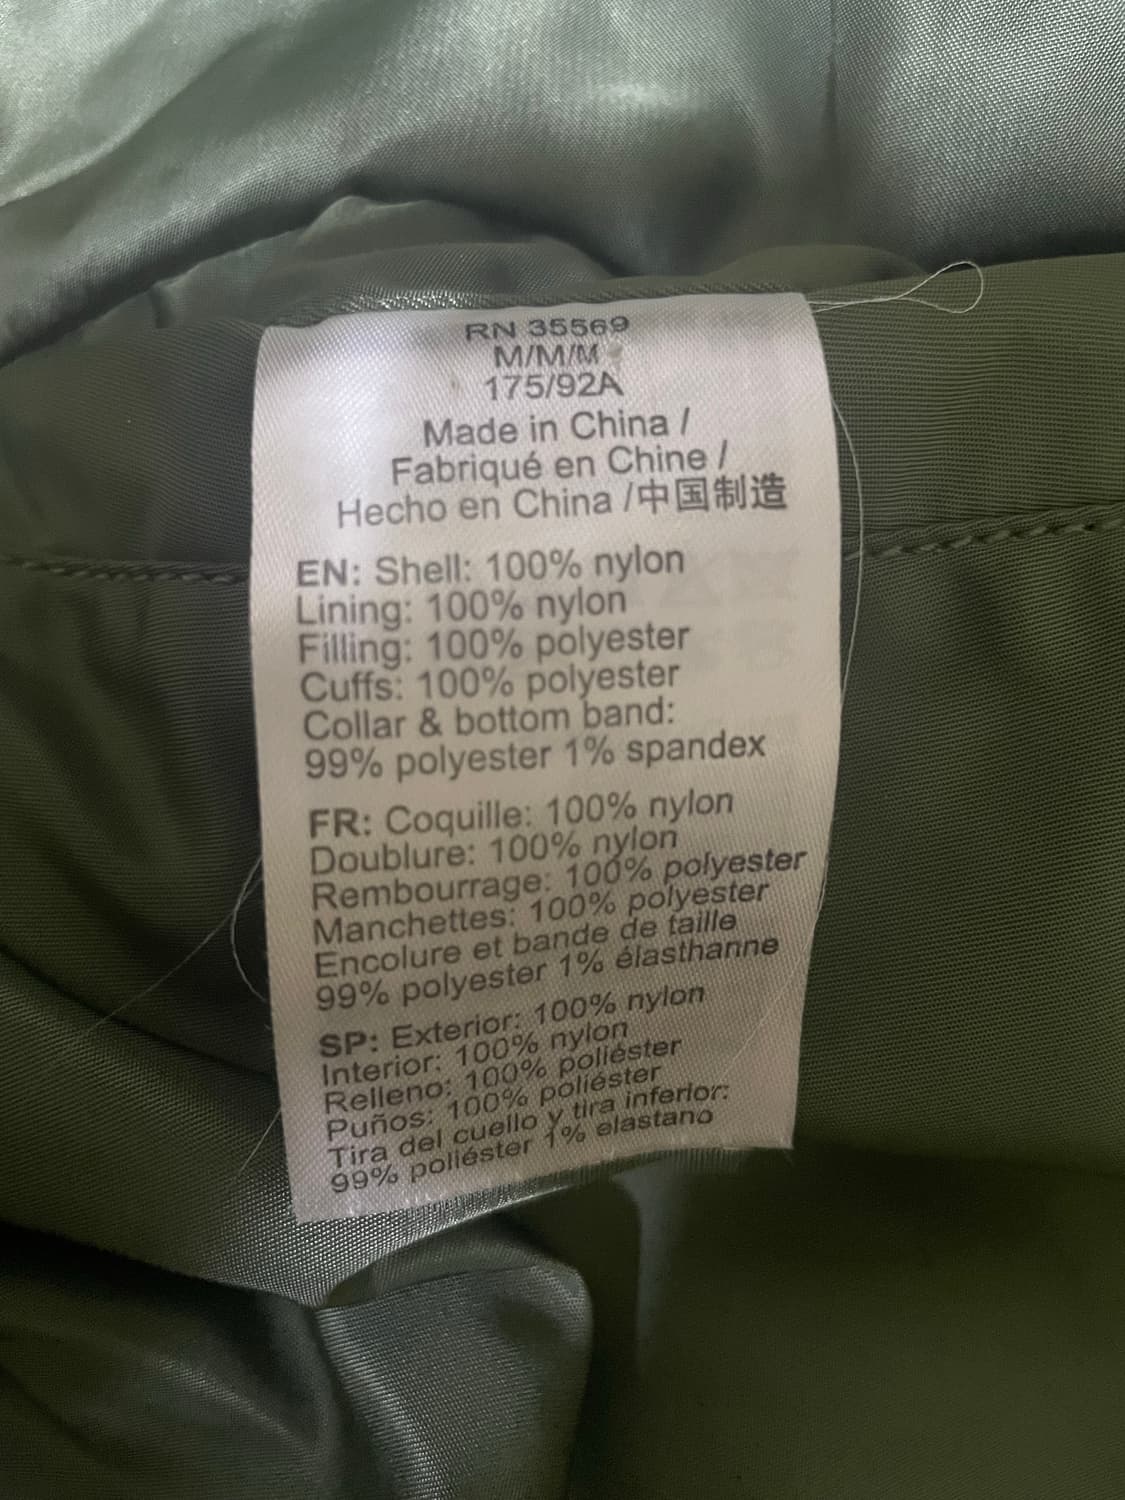 RN 35569
M/M/M
175/92A
Made in China /
Fabriqué en Chine /
Hecho en China /中国制造
EN: Shell: 100% nylon
Lining: 100% nylon
Filling: 100% polyester
Cuffs: 100% polyester
Collar & bottom band:
99% polyester 1% spandex
FR: Coquille: 100% nylon
Doublure: 100% nylon
Rembourrage: 100% polyester
Manchettes: 100% polyester
Encolure et bande de taille
99% polyester 1% élasthanne
SP: Exterior: 100% nylon
Interior: 100% nylon
Relleno: 100% poliéster
Puños: 100% poliéster
Tira del cuello y tira inferior:
99% poliéster 1% elastano